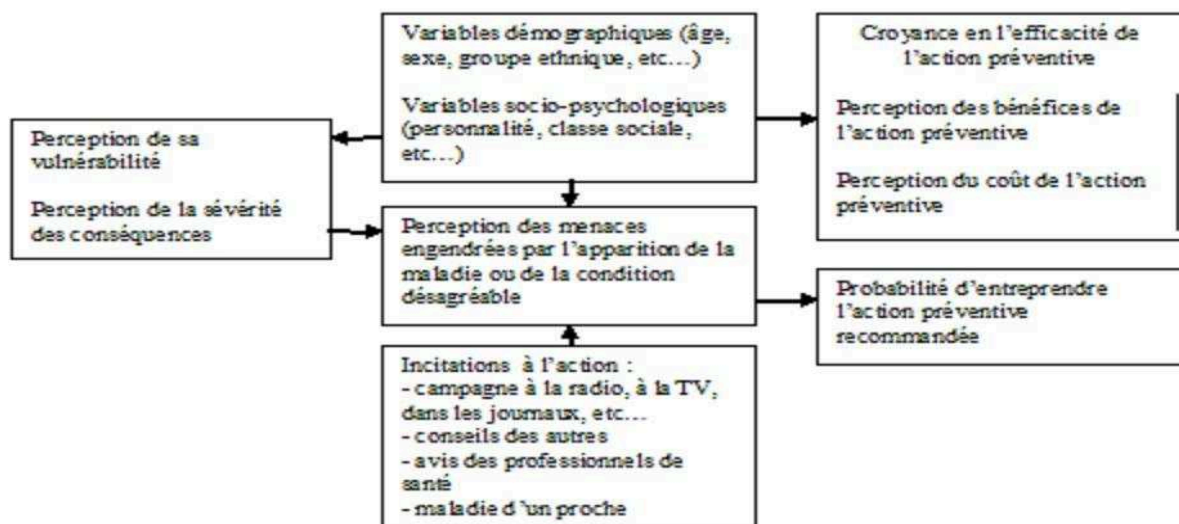 Variables démographiques (âge,
sexe, groupe ethnique, etc…)
Variables socio-psychologiques
(personnalité, classe sociale,
etc…)
Croyance en l’efficacité de
l’action préventive
Perception des bénéfices de
l’action préventive
Perception du coût de l’action
préventive
Perception de sa
vulnérabilité
Perception de la sévérité
des conséquences
Perception des menaces
engendrées par l’apparition de la
maladie ou de la condition
désagréable
Probabilité d’entreprendre
l’action préventive
recommandée
Incitations à l’action :
- campagne à la radio, à la TV,
dans les journaux, etc…
- conseils des autres
- avis des professionnels de
santé
- maladie d’un proche